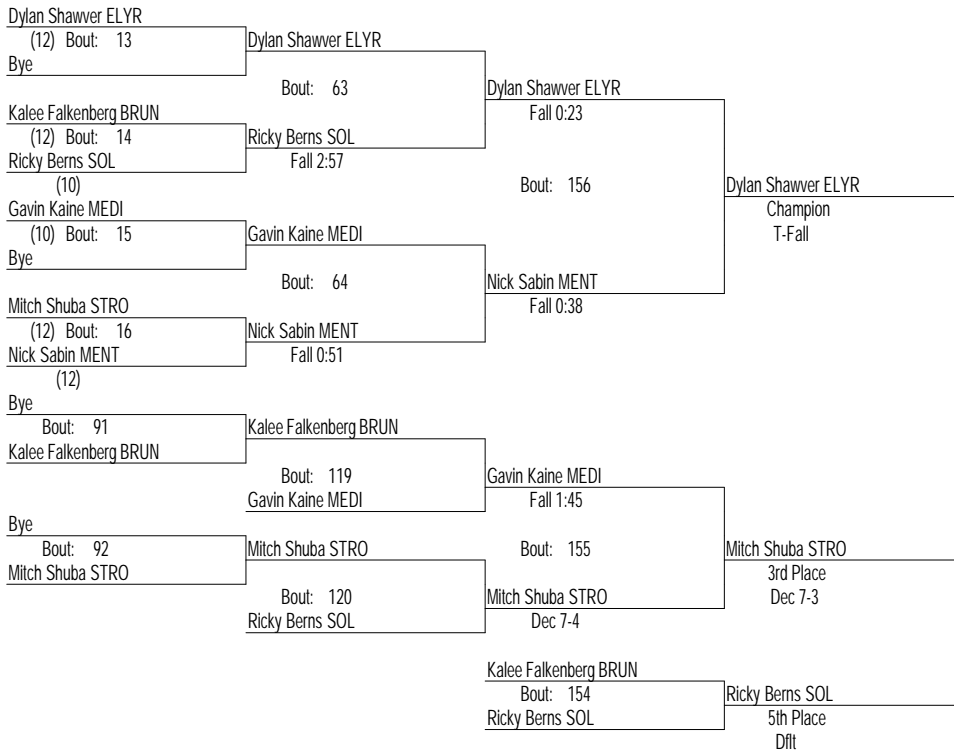 Dylan Shawver ELYR
(12) Bout: 13
Bye
Dylan Shawver ELYR
Bout: 63
Kalee Falkenberg BRUN
(12) Bout: 14
Ricky Berns SOL
(10)
Ricky Berns SOL
Fall 2:57
Dylan Shawver ELYR
Fall 0:23
Bout: 156
Gavin Kaine MEDI
(10) Bout: 15
Bye
Gavin Kaine MEDI
Bout: 64
Mitch Shuba STRO
(12) Bout: 16
Nick Sabin MENT
(12)
Nick Sabin MENT
Fall 0:51
Nick Sabin MENT
Fall 0:38
Dylan Shawver ELYR
Champion
T-Fall
Bye
Bout: 91
Kalee Falkenberg BRUN
Kalee Falkenberg BRUN
Bout: 119
Gavin Kaine MEDI
Gavin Kaine MEDI
Fall 1:45
Bout: 155
Bye
Bout: 92
Mitch Shuba STRO
Mitch Shuba STRO
Bout: 120
Ricky Berns SOL
Mitch Shuba STRO
Dec 7-4
Mitch Shuba STRO
3rd Place
Dec 7-3
Kalee Falkenberg BRUN
Bout: 154
Ricky Berns SOL
Ricky Berns SOL
5th Place
Dflt